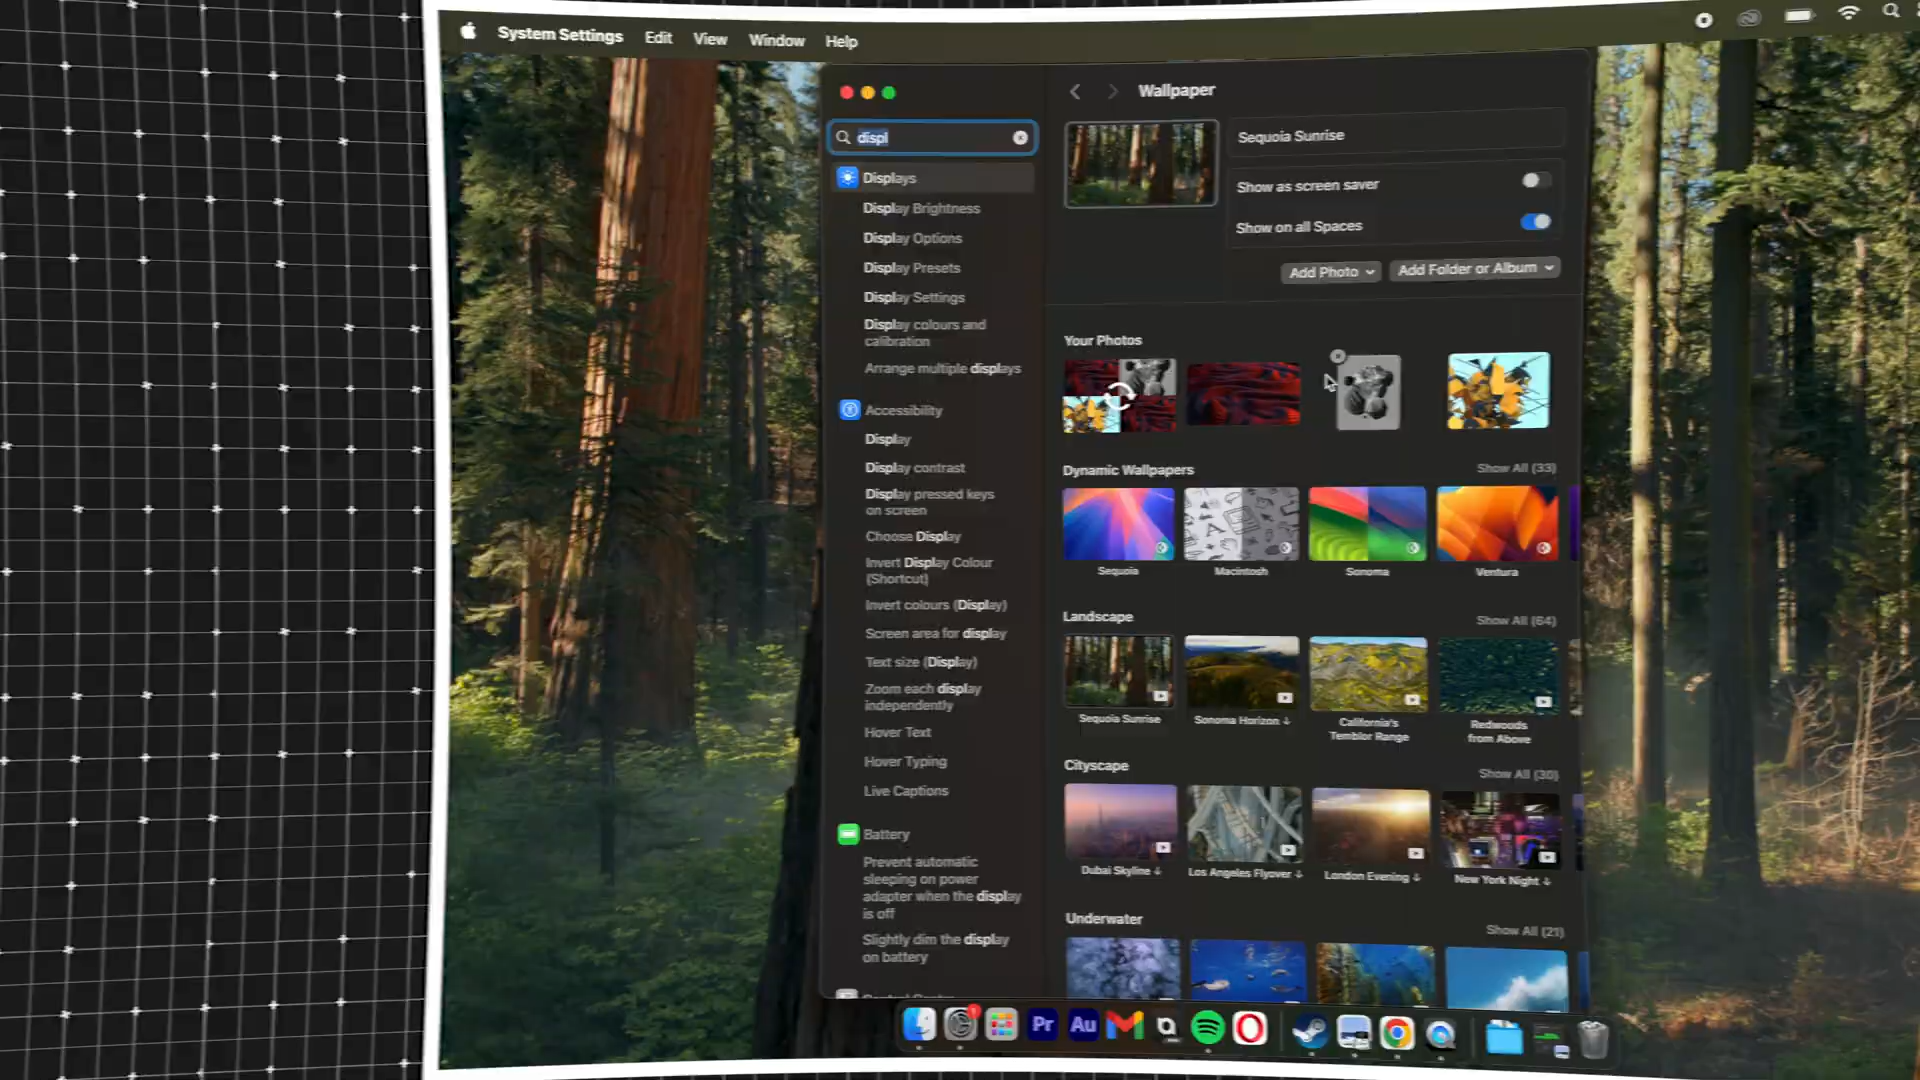 System Settings Edit View Window Help
displ
Displays
Display Brightness
Display Options
Display Presets
Display Settings
Display colours and
calibration
Arrange multiple displays
Accessibility
Display
Display contrast
Display pressed keys
on screen
Choose Display
Invert Display Colour
(Shortcut)
Invert colours (Display)
Screen area for display
Text size (Display)
Zoom each display
independently
Hover Text
Hover Typing
Live Captions
Battery
Prevent automatic
sleeping on power
adapter when the display
is off
Slightly dim the display
on battery
Wallpaper
Sequoia Sunrise
Show as screen saver
Show on all Spaces
Add Photo
Add Folder or Album
Your Photos
Dynamic Wallpapers
Show All (33)
Sequoia
Macintosh
Sonoma
Ventura
Landscape
Show All (64)
Sequoia Sunrise
Sonoma Horizon
California's
Temblor Range
Redwoods
from Above
Cityscape
Show All (30)
Dubai Skyline
Los Angeles Flyover
London Evening
New York Night
Underwater
Show All (21)
Pr
Au